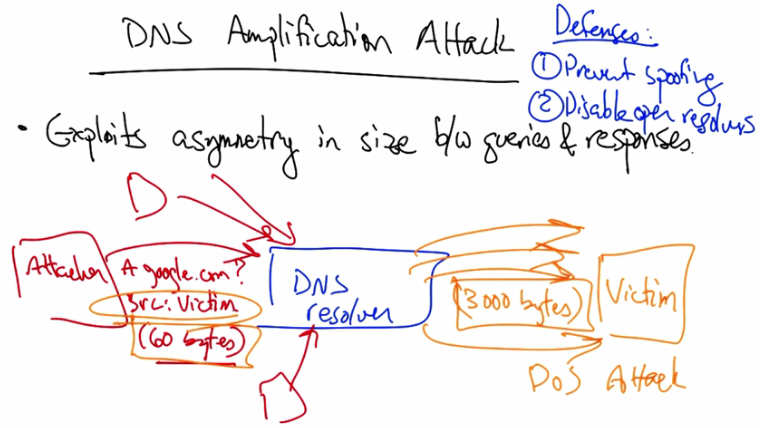 DNS Amplification Attack
Defenses:
① Prevent spoofing
② Disable open resolvers
• Exploits asymmetry in size b/w queries & responses.
Attacker
A google.com?
Src: Victim
(60 bytes)
DNS
resolver
(3000 bytes)
Victim
DoS Attack